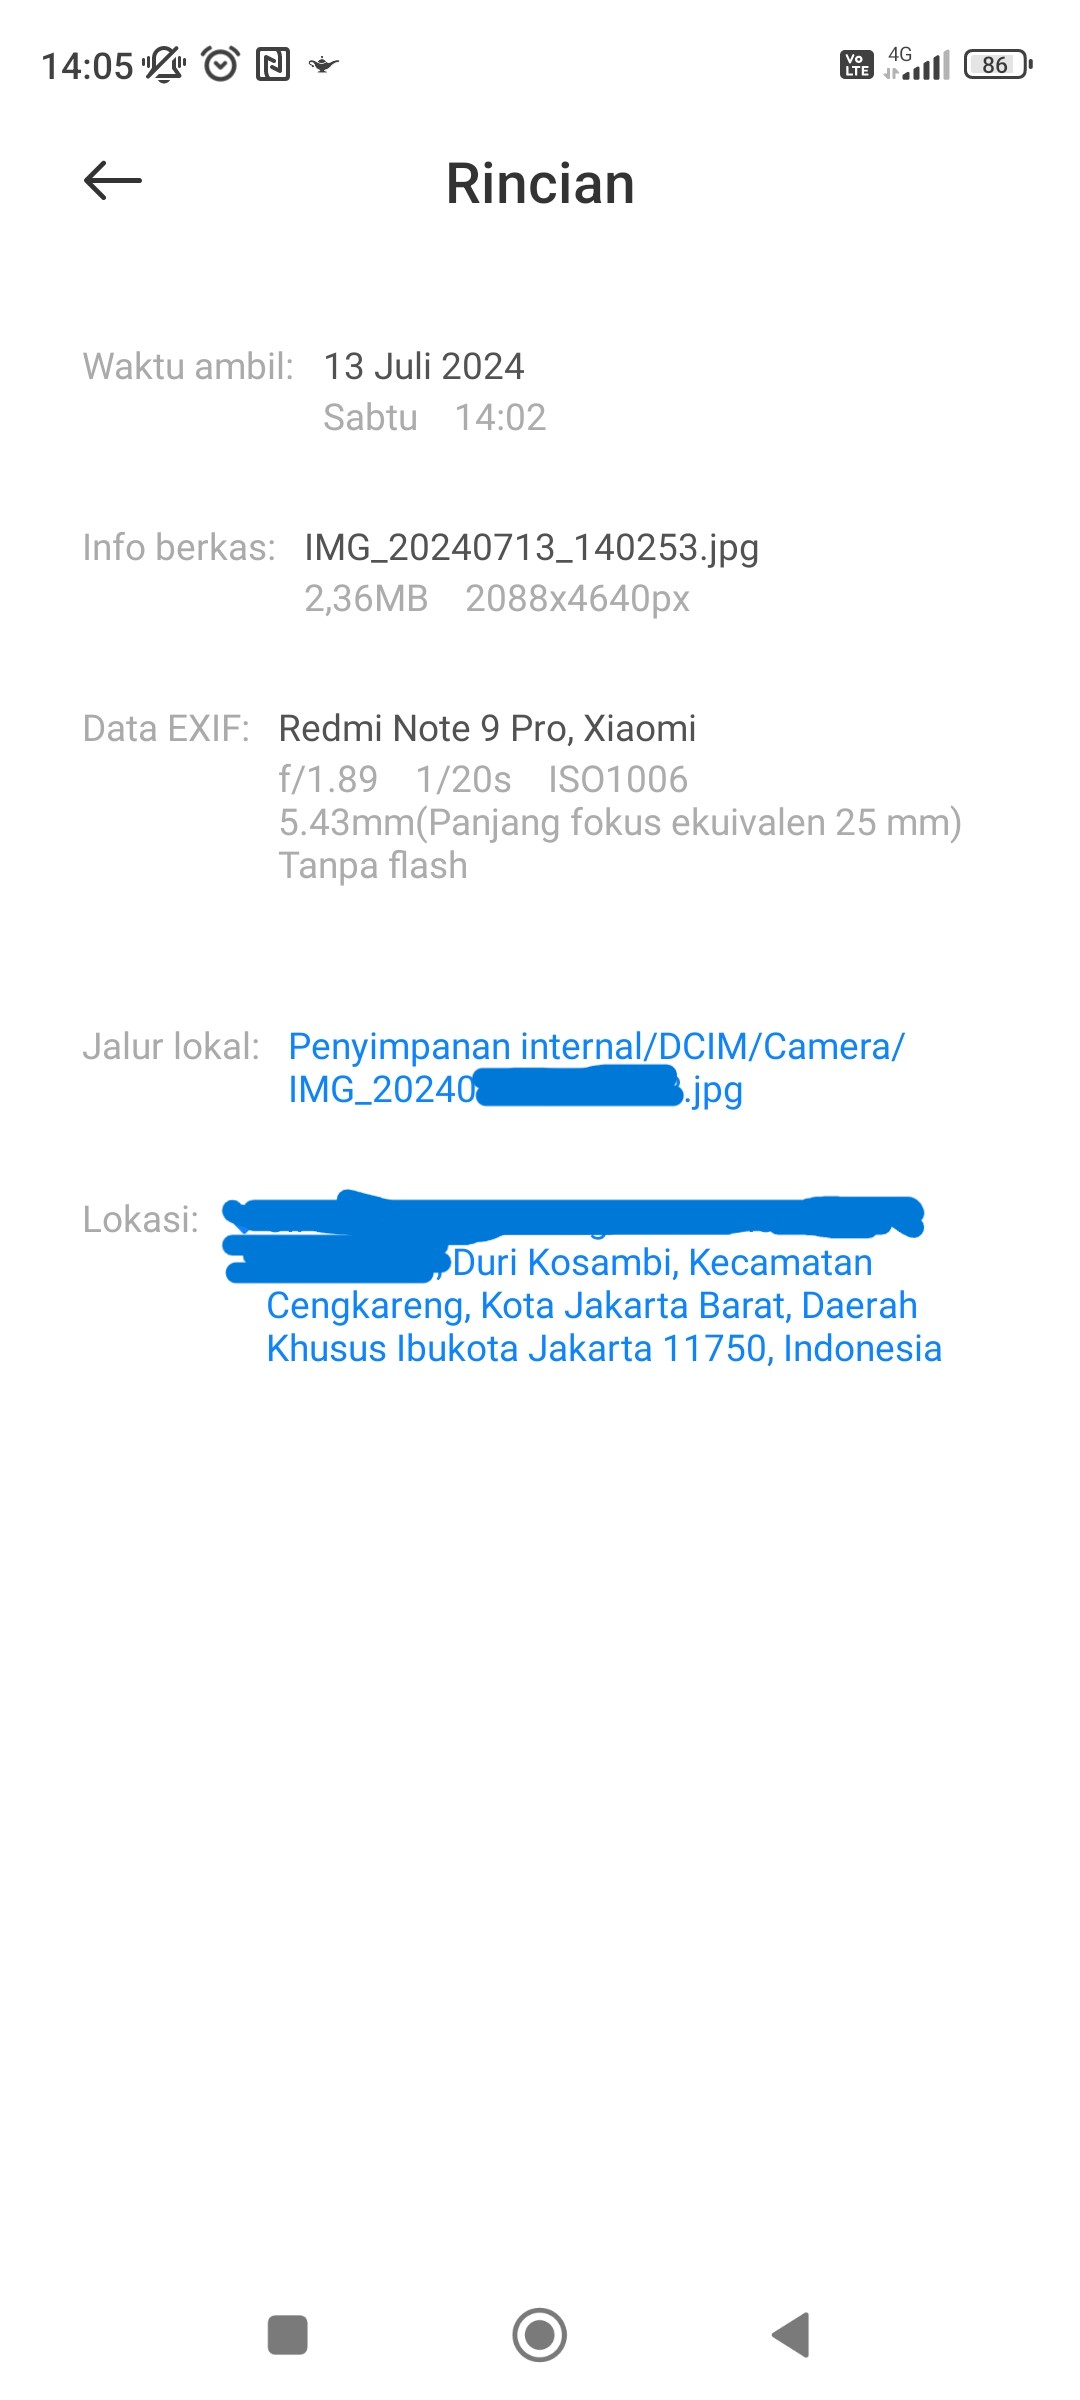 14:05 Vo LTE 4G 86
Rincian
Waktu ambil: 13 Juli 2024
Sabtu 14:02
Info berkas: IMG_20240713_140253.jpg
2,36MB 2088x4640px
Data EXIF: Redmi Note 9 Pro, Xiaomi
f/1.89 1/20s ISO1006
5.43mm(Panjang fokus ekuivalen 25 mm)
Tanpa flash
Jalur lokal: Penyimpanan internal/DCIM/Camera/
IMG_20240 .jpg
Lokasi:
, Duri Kosambi, Kecamatan
Cengkareng, Kota Jakarta Barat, Daerah
Khusus Ibukota Jakarta 11750, Indonesia